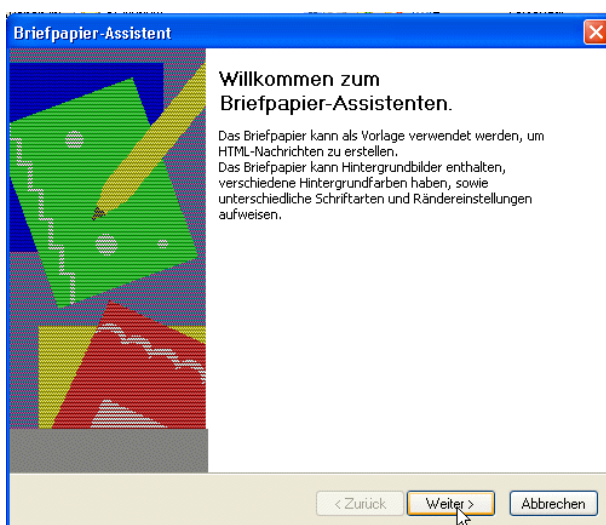 Briefpapier-Assistent
Willkommen zum
Briefpapier-Assistenten.
Das Briefpapier kann als Vorlage verwendet werden, um
HTML-Nachrichten zu erstellen.
Das Briefpapier kann Hintergrundbilder enthalten,
verschiedene Hintergrundfarben haben, sowie
unterschiedliche Schriftarten und Rändereinstellungen
aufweisen.
< Zurück Weiter > Abbrechen